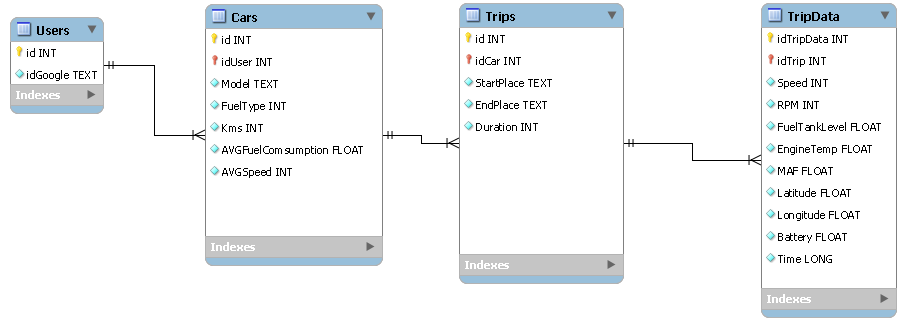 Users
id INT
idGoogle TEXT
Indexes
Cars
id INT
idUser INT
Model TEXT
FuelType INT
Kms INT
AVGFuelComsumption FLOAT
AVGSpeed INT
Indexes
Trips
id INT
idCar INT
StartPlace TEXT
EndPlace TEXT
Duration INT
Indexes
TripData
idTripData INT
idTrip INT
Speed INT
RPM INT
FuelTankLevel FLOAT
EngineTemp FLOAT
MAF FLOAT
Latitude FLOAT
Longitude FLOAT
Battery FLOAT
Time LONG
Indexes